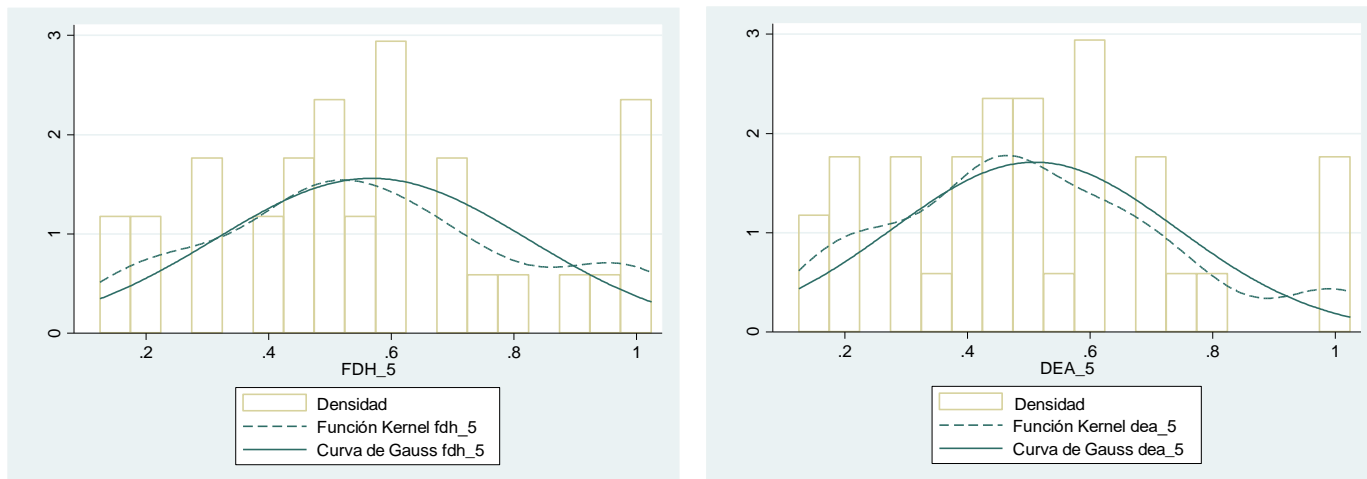 3
2
1
0
.2 .4 .6 .8 1
FDH_5
Densidad
Función Kernel fdh_5
Curva de Gauss fdh_5
3
2
1
0
.2 .4 .6 .8 1
DEA_5
Densidad
Función Kernel dea_5
Curva de Gauss dea_5